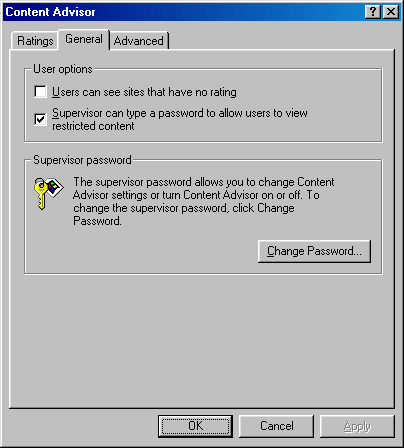 Content Advisor
Ratings General Advanced
User options
Users can see sites that have no rating
Supervisor can type a password to allow users to view
restricted content
Supervisor password
The supervisor password allows you to change Content
Advisor settings or turn Content Advisor on or off. To
change the supervisor password, click Change
Password.
Change Password...
OK Cancel Apply